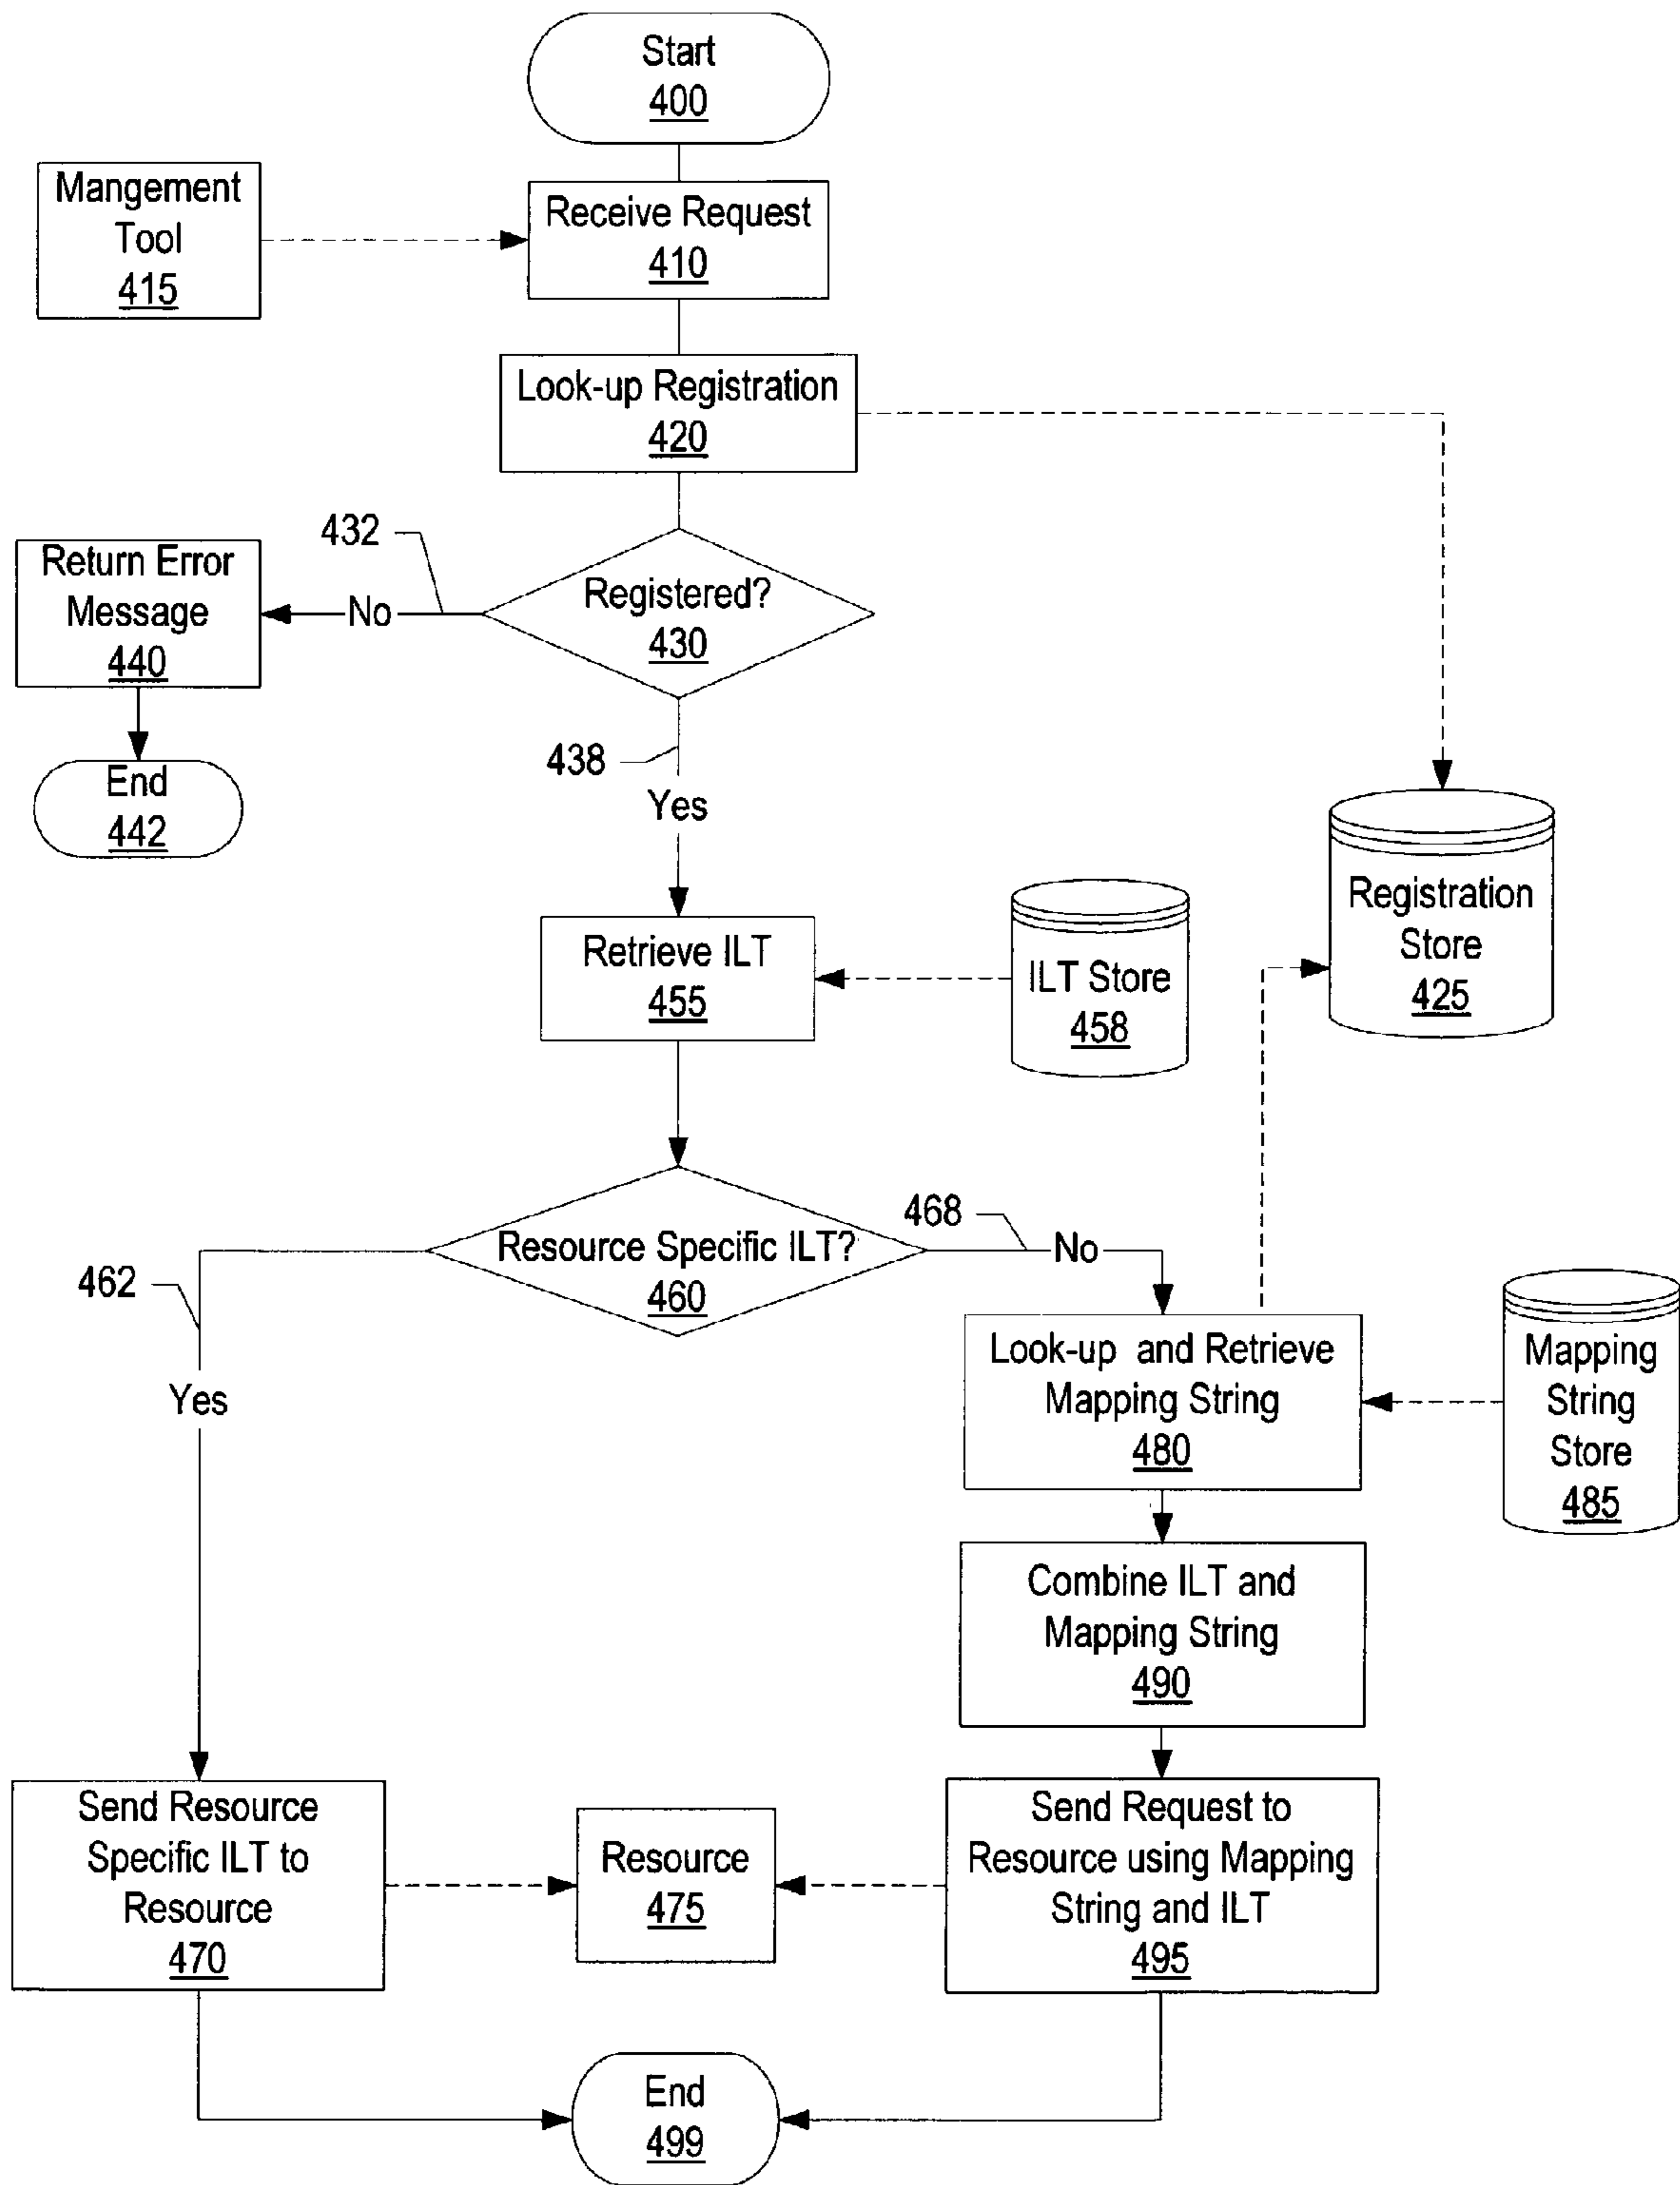 Start
400
Mangement
Tool
415
Receive Request
410
Look-up Registration
420
432
Return Error
Message
440
No
Registered?
430
End
442
438
Yes
Registration
Store
425
Retrieve ILT
455
ILT Store
458
468
Resource Specific ILT?
460
No
462
Yes
Look-up and Retrieve
Mapping String
480
Mapping
String
Store
485
Combine ILT and
Mapping String
490
Send Resource
Specific ILT to
Resource
470
Resource
475
Send Request to
Resource using Mapping
String and ILT
495
End
499